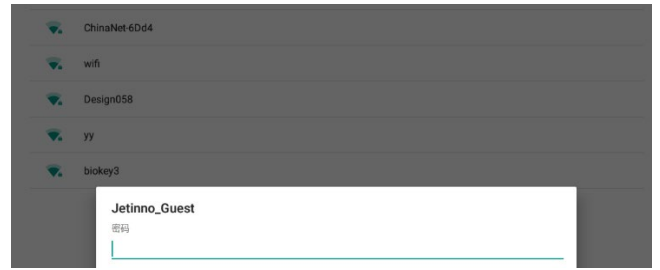 ChinaNet-6Dd4
wifi
Design058
yy
biokey3
Jetinno_Guest
密码